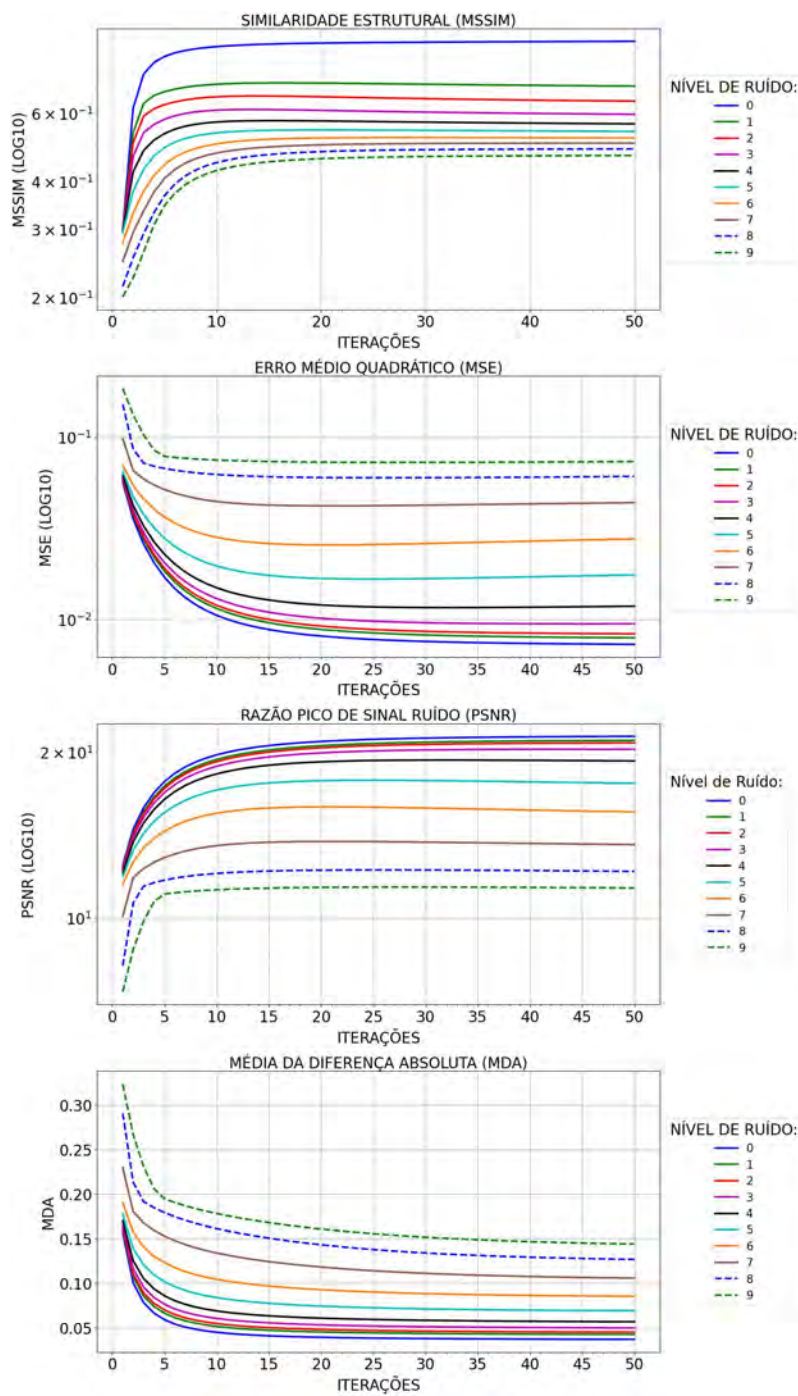 SIMILARIDADE ESTRUTURAL (MSSIM)
MSSIM (LOG10)
6 × 10⁻¹
4 × 10⁻¹
3 × 10⁻¹
2 × 10⁻¹
0 5 10 15 20 25 30 35 40 45 50
ITERAÇÕES
NÍVEL DE RUÍDO:
0
1
2
3
4
5
6
7
8
9
ERRO MÉDIO QUADRÁTICO (MSE)
MSE (LOG10)
10⁻¹
10⁻²
0 5 10 15 20 25 30 35 40 45 50
ITERAÇÕES
NÍVEL DE RUÍDO:
0
1
2
3
4
5
6
7
8
9
RAZÃO PICO DE SINAL RUÍDO (PSNR)
PSNR (LOG10)
2 × 10¹
10¹
0 5 10 15 20 25 30 35 40 45 50
ITERAÇÕES
Nível de Ruído:
0
1
2
3
4
5
6
7
8
9
MÉDIA DA DIFERENÇA ABSOLUTA (MDA)
MDA
0.30
0.25
0.20
0.15
0.10
0.05
0 5 10 15 20 25 30 35 40 45 50
ITERAÇÕES
NÍVEL DE RUÍDO:
0
1
2
3
4
5
6
7
8
9